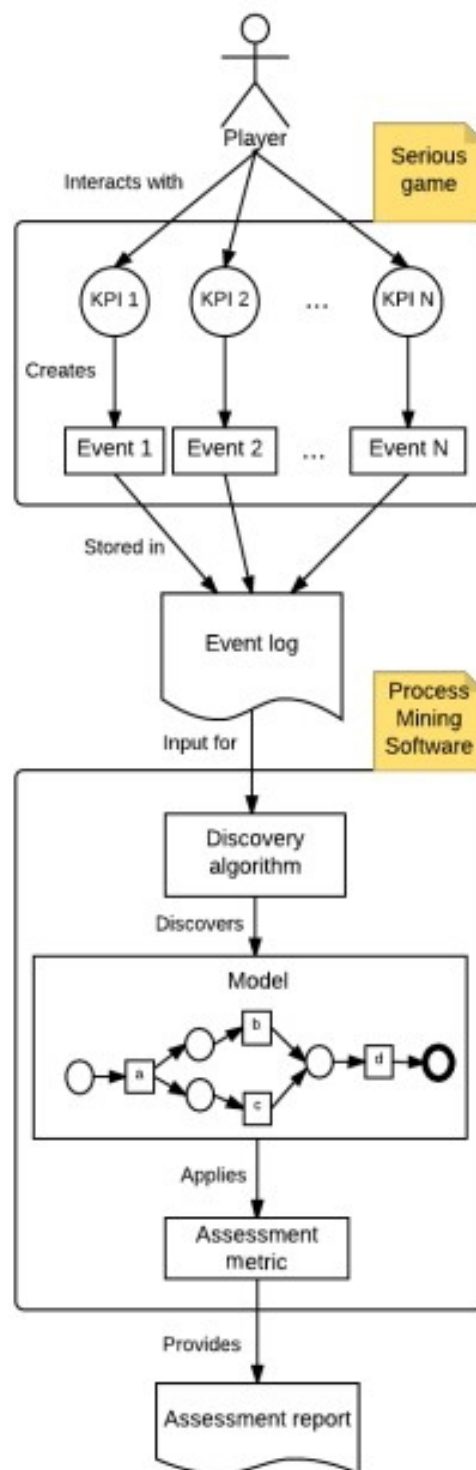 Player
Serious
game
Interacts with
KPI 1
KPI 2
...
KPI N
Creates
Event 1
Event 2
...
Event N
Stored in
Event log
Process
Mining
Software
Input for
Discovery
algorithm
Discovers
Model
a
b
c
d
Applies
Assessment
metric
Provides
Assessment report